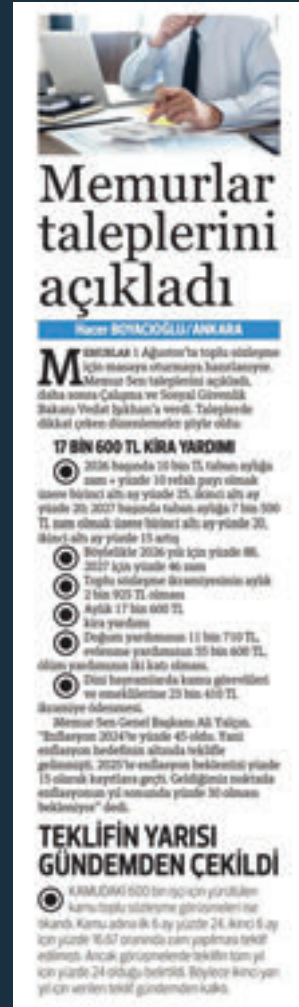 Memurlar
taleplerini
açıkladı
Hacer BOYACIOĞLU/ANKARA
MEMURLAR 1 Ağustos'ta toplu sözleşme
için masaya oturmaya hazırlanıyor.
Memur Sen taleplerini açıkladı,
daha sonra Çalışma ve Sosyal Güvenlik
Bakanı Vedat Işıkhan'a verdi. Taleplerde
dikkat çeken düzenlemeler şöyle oldu:
17 BİN 600 TL KİRA YARDIMI
2026 başında 10 bin TL taban aylığa
zam + yüzde 10 refah payı olmak
üzere birinci altı ay yüzde 25, ikinci altı ay
yüzde 20; 2027 başında taban aylığa 7 bin 500
TL zam olmak üzere birinci altı ay yüzde 20,
ikinci altı ay yüzde 15 artış
Böylelikle 2026 yılı için yüzde 88,
2027 için yüzde 46 zam
Toplu sözleşme ikramiyesinin aylık
2 bin 925 TL olması
Aylık 17 bin 600 TL
kira yardımı
Doğum yardımının 11 bin 710 TL,
evlenme yardımının 55 bin 600 TL,
ölüm yardımının iki katı olması.
Dini bayramlarda kamu görevlileri
ve emeklilerine 23 bin 410 TL
ikramiye ödenmesi.
Memur Sen Genel Başkanı Ali Yalçın,
"Enflasyon 2024'te yüzde 45 oldu. Yani
enflasyon hedefinin altında teklifle
gelinmişti. 2025'te enflasyon beklentisi yüzde
15 olarak kayıtlara geçti. Geldiğimiz noktada
enflasyonun yıl sonunda yüzde 30 olması
bekleniyor" dedi.
TEKLİFİN YARISI
GÜNDEMDEN ÇEKİLDİ
KAMUDAKİ 600 bin işçi için yürütülen
kamu toplu sözleşme görüşmeleri ise
tıkandı. Kamu adına ilk 6 ay yüzde 24, ikinci 6 ay
için yüzde 16.67 oranında zam yapılması teklif
edilmişti. Ancak görüşmelerde teklifin tüm yıl
için yüzde 24 olduğu belirtildi. Böylece ikinci yarı
yıl için verilen teklif gündemden kalktı.